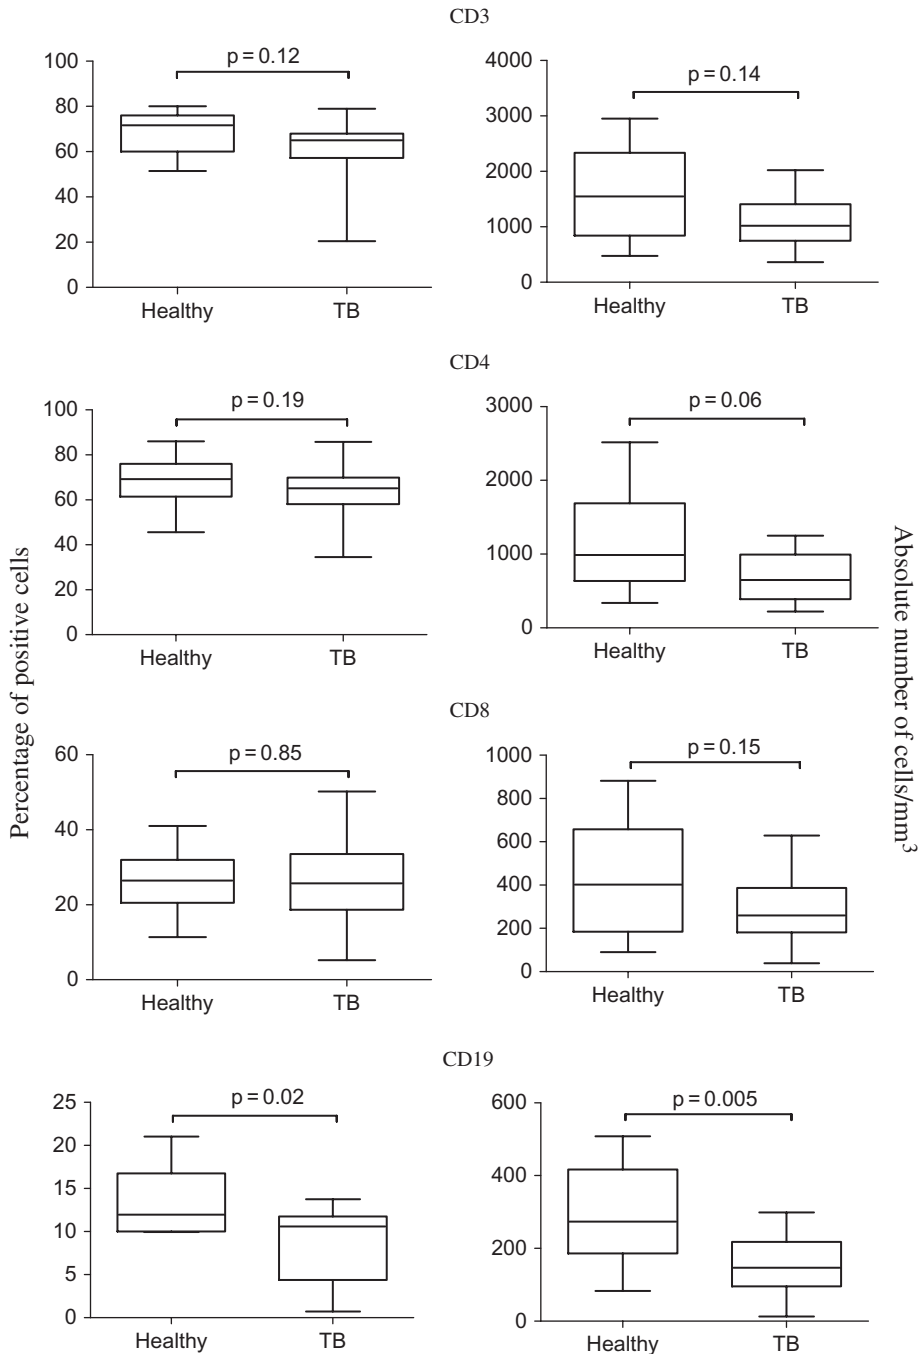 CD3
p = 0.12
100
80
60
40
20
0
Healthy TB
p = 0.14
4000
3000
2000
1000
0
Healthy TB
CD4
p = 0.19
100
80
60
40
20
0
Healthy TB
p = 0.06
3000
2000
1000
0
Healthy TB
Percentage of positive cells
Absolute number of cells/mm³
CD8
p = 0.85
60
40
20
0
Healthy TB
p = 0.15
1000
800
600
400
200
0
Healthy TB
CD19
p = 0.02
25
20
15
10
5
0
Healthy TB
p = 0.005
600
400
200
0
Healthy TB